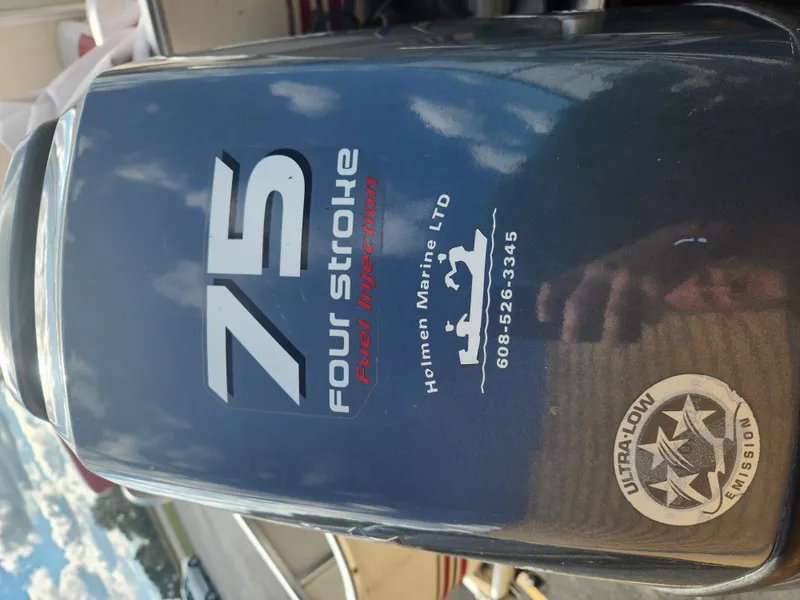 75
FOUR STROKE
Fuel Injection
Holmen Marine LTD
608-526-3345
ULTRA·LOW
EMISSION